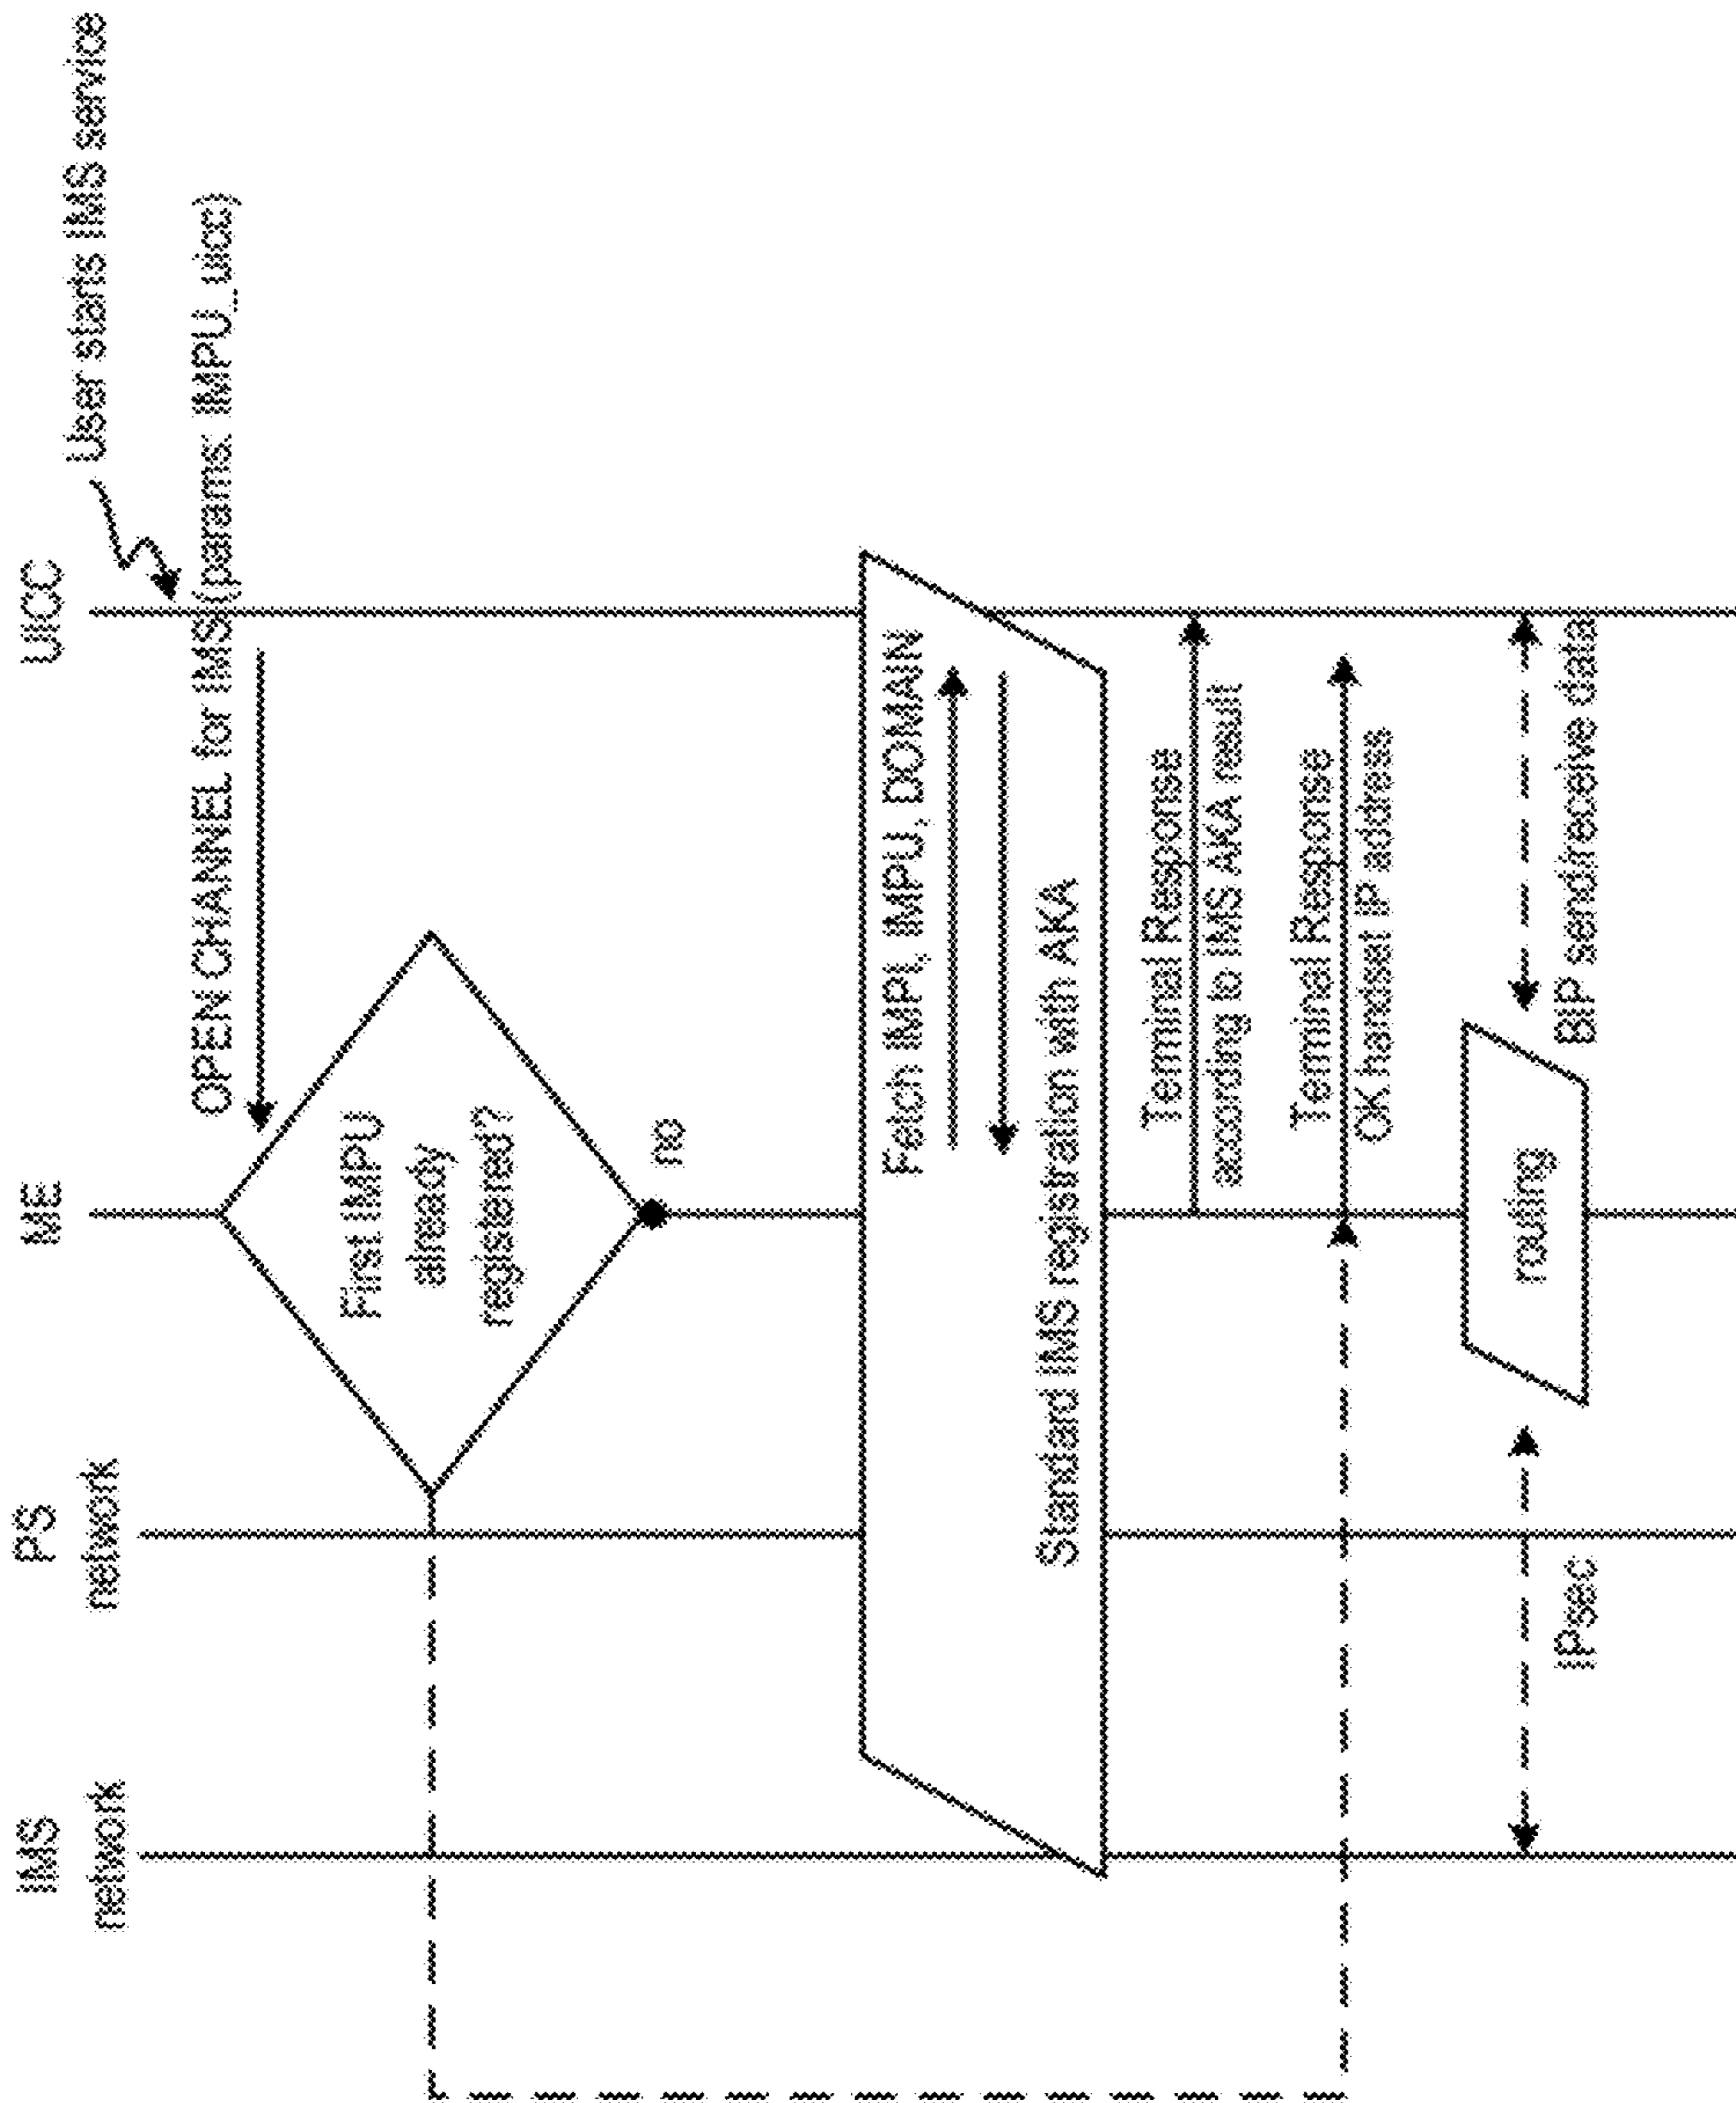 IMS
network
PS
network
ME
UICC
User starts IMS service
OPEN CHANNEL for IMS(params: IMPU_uicc)
First IMPU
already
registered?
no
Fetch IMPI, IMPU, DOMAIN
Standard IMS registration with AKA
Terminal Response
according to IMS AKA result
Terminal Response
OK handset IP address
routing
IPsec
BIP send/receive data